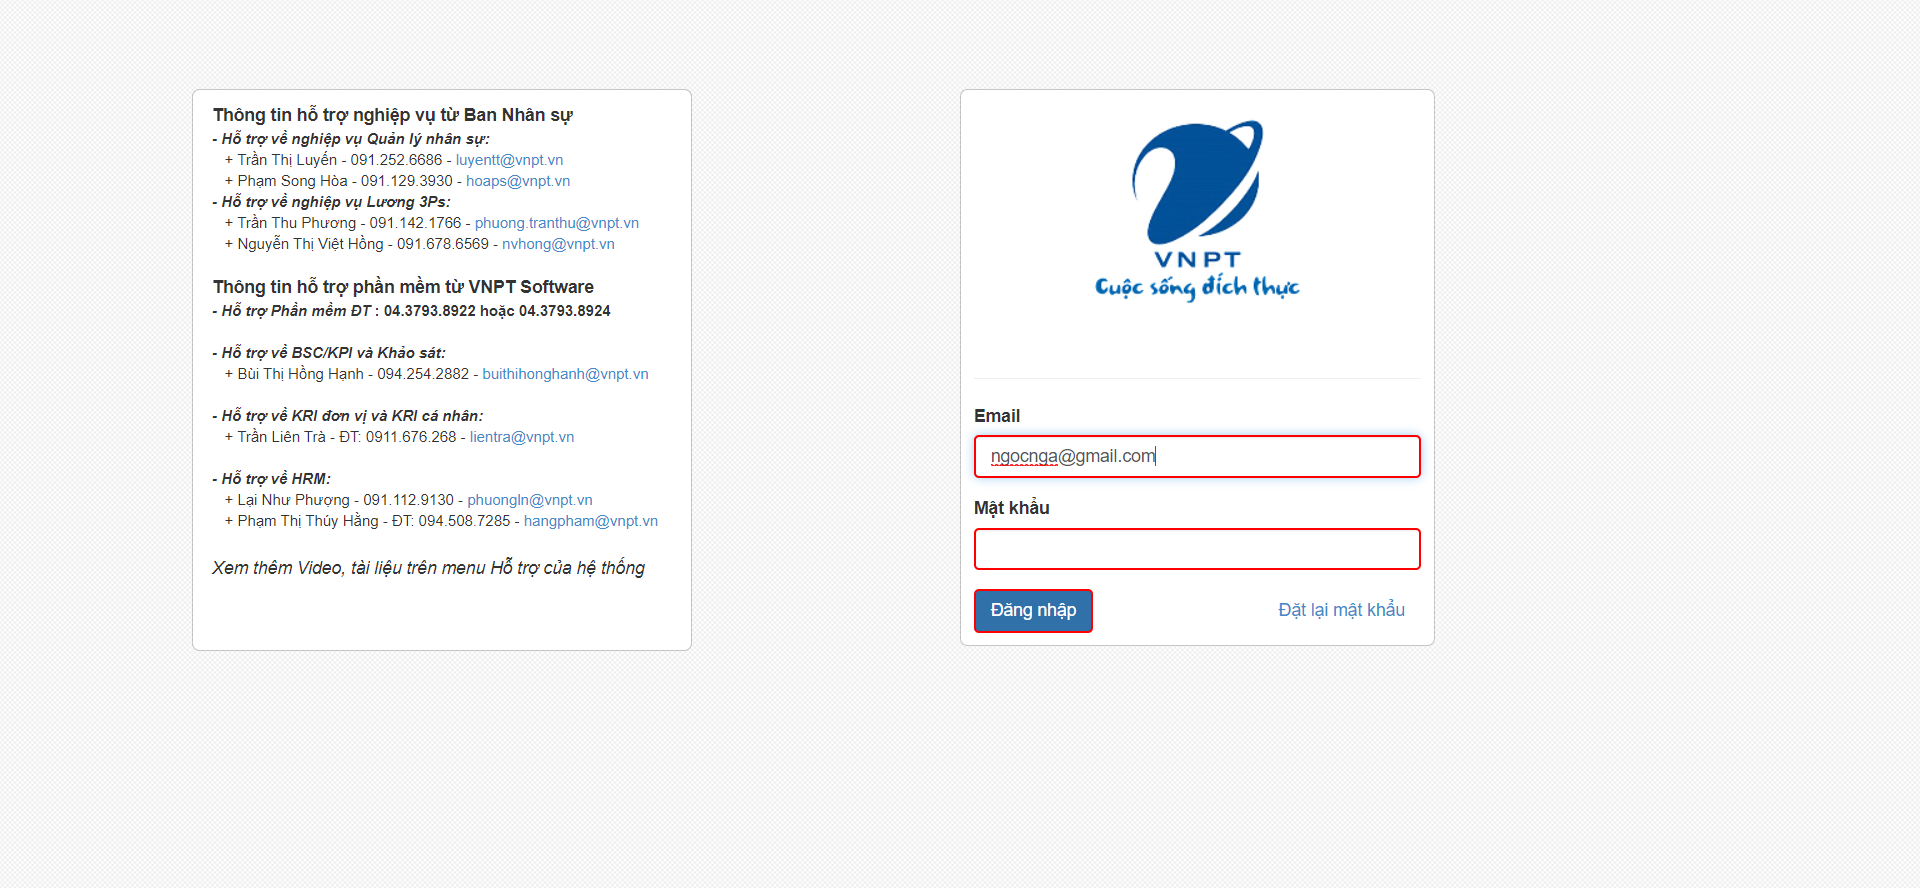 Thông tin hỗ trợ nghiệp vụ từ Ban Nhân sự
- Hỗ trợ về nghiệp vụ Quản lý nhân sự:
+ Trần Thị Luyến - 091.252.6686 - luyentt@vnpt.vn
+ Phạm Song Hòa - 091.129.3930 - hoaps@vnpt.vn
- Hỗ trợ về nghiệp vụ Lương 3Ps:
+ Trần Thu Phương - 091.142.1766 - phuong.tranthu@vnpt.vn
+ Nguyễn Thị Việt Hồng - 091.678.6569 - nvhong@vnpt.vn
Thông tin hỗ trợ phần mềm từ VNPT Software
- Hỗ trợ Phần mềm ĐT : 04.3793.8922 hoặc 04.3793.8924
- Hỗ trợ về BSC/KPI và Khảo sát:
+ Bùi Thị Hồng Hạnh - 094.254.2882 - buithihonghanh@vnpt.vn
- Hỗ trợ về KRI đơn vị và KRI cá nhân:
+ Trần Liên Trà - ĐT: 0911.676.268 - lientra@vnpt.vn
- Hỗ trợ về HRM:
+ Lại Như Phượng - 091.112.9130 - phuongln@vnpt.vn
+ Phạm Thị Thúy Hằng - ĐT: 094.508.7285 - hangpham@vnpt.vn
Xem thêm Video, tài liệu trên menu Hỗ trợ của hệ thống
VNPT
Cuộc sống đích thực
Email
ngocnga@gmail.com
Mật khẩu
Đăng nhập
Đặt lại mật khẩu